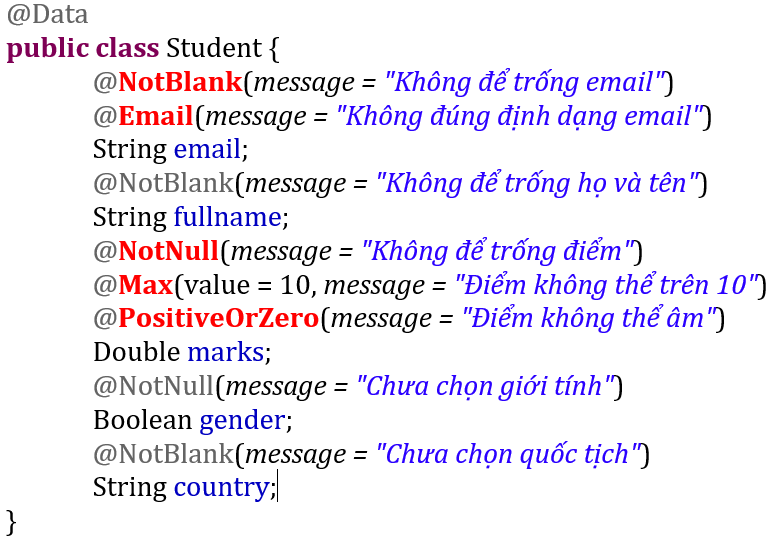 @Data
public class Student {
@NotBlank(message = "Không để trống email")
@Email(message = "Không đúng định dạng email")
String email;
@NotBlank(message = "Không để trống họ và tên")
String fullname;
@NotNull(message = "Không để trống điểm")
@Max(value = 10, message = "Điểm không thể trên 10")
@PositiveOrZero(message = "Điểm không thể âm")
Double marks;
@NotNull(message = "Chưa chọn giới tính")
Boolean gender;
@NotBlank(message = "Chưa chọn quốc tịch")
String country;
}